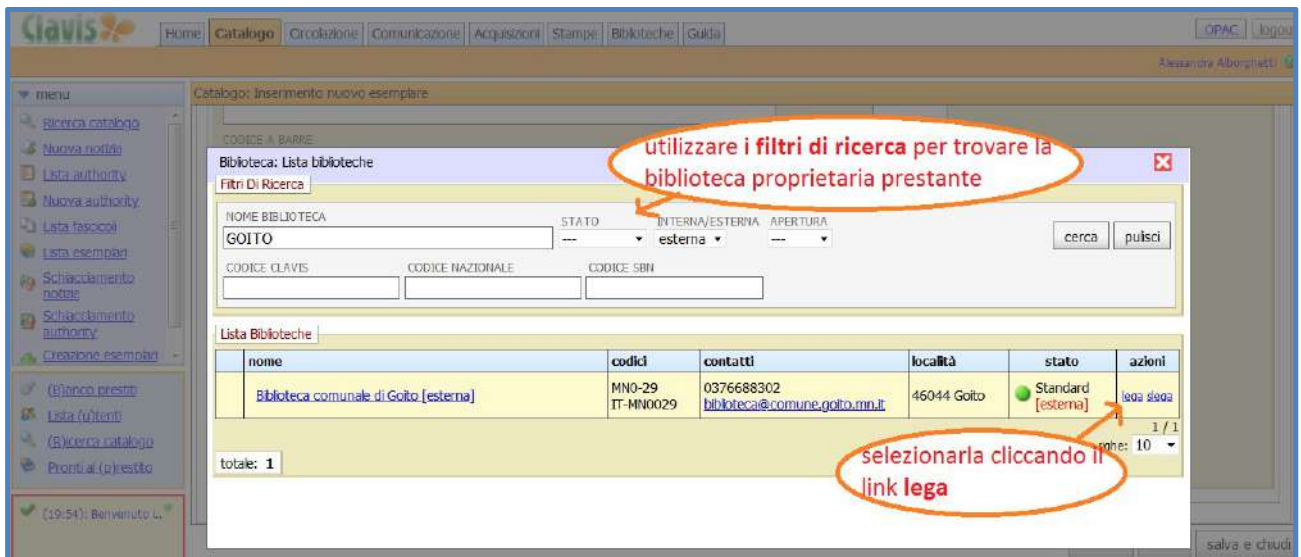 Clavis
Home Catalogo Circolazione Comunicazione Acquisizioni Stampe Biblioteche Guida
OPAC logou
Alessandra Alborghetti
menu
Catalogo: Inserimento nuovo esemplare
Ricerca catalogo
Nuova notizia
Lista authority
Nuova authority
Lista fascicoli
Lista esemplari
Schiacciamento
notizie
Schiacciamento
authority
Creazione esemplari
(B)anco prestiti
Lista (u)tenti
(R)icerca catalogo
Pronti al (p)restito
(19:54): Benvenuto
CODICE A BARRE
Biblioteca: Lista biblioteche
utilizzare i filtri di ricerca per trovare la
biblioteca proprietaria prestante
Filtri Di Ricerca
NOME BIBLIOTECA STATO INTERNA/ESTERNA APERTURA
GOITO --- esterna --- cerca pulisci
CODICE CLAVIS CODICE NAZIONALE CODICE SBN
Lista Biblioteche
nome codici contatti località stato azioni
Biblioteca comunale di Goito [esterna] MN0-29 0376688302 46044 Goito Standard lega slega
IT-MN0029 biblioteca@comune.goito.mn.it [esterna]
1 / 1
ghe: 10
totale: 1
selezionarla cliccando il
link lega
salva e chiudi